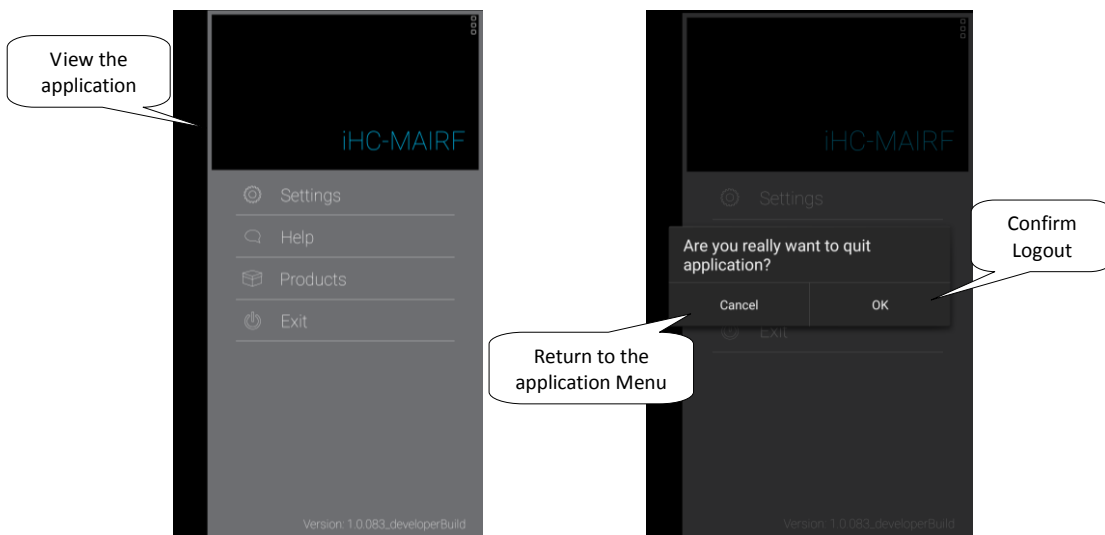 View the
application
iHC-MAIRF
Settings
Help
Products
Exit
Version: 1.0.083_developerBuild
iHC-MAIRF
Settings
Are you really want to quit
application?
Cancel
OK
Exit
Version: 1.0.083_developerBuild
Confirm
Logout
Return to the
application Menu